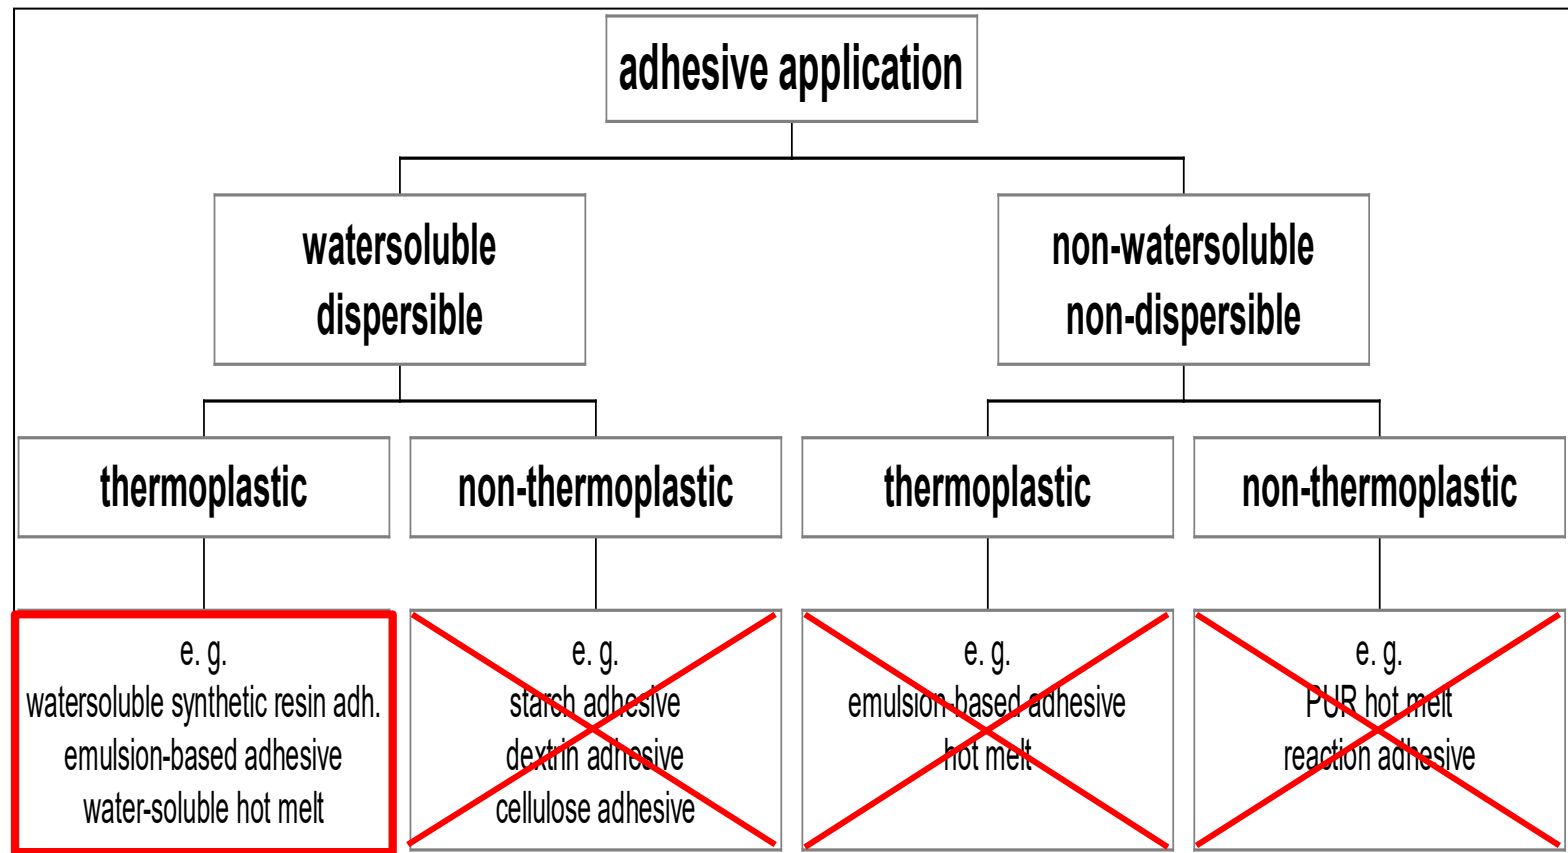 adhesive application
watersoluble
dispersible
non-watersoluble
non-dispersible
thermoplastic
non-thermoplastic
thermoplastic
non-thermoplastic
e. g.
watersoluble synthetic resin adh.
emulsion-based adhesive
water-soluble hot melt
e. g.
starch adhesive
dextrin adhesive
cellulose adhesive
e. g.
emulsion-based adhesive
hot melt
e. g.
PUR hot melt
reaction adhesive